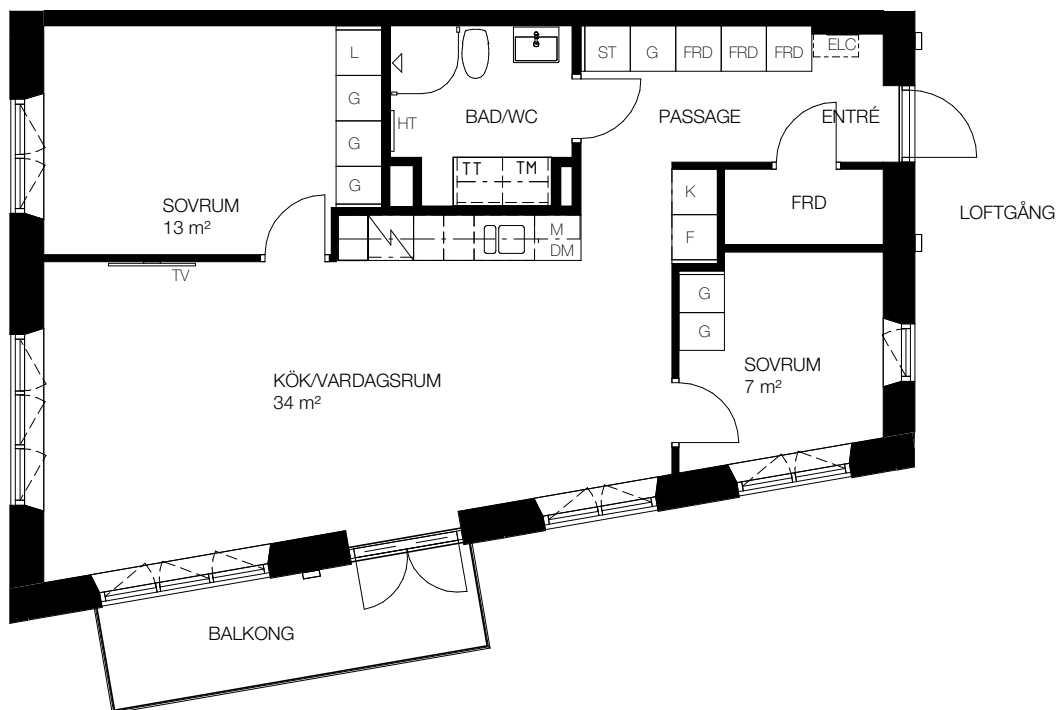 L
G
G
G
HT
BAD/WC
TT
TM
ST
G
FRD
FRD
FRD
ELC
PASSAGE
ENTRÉ
FRD
LOFTGÅNG
SOVRUM
13 m²
TV
M
DM
K
F
G
G
KÖK/VARDAGSRUM
34 m²
SOVRUM
7 m²
BALKONG